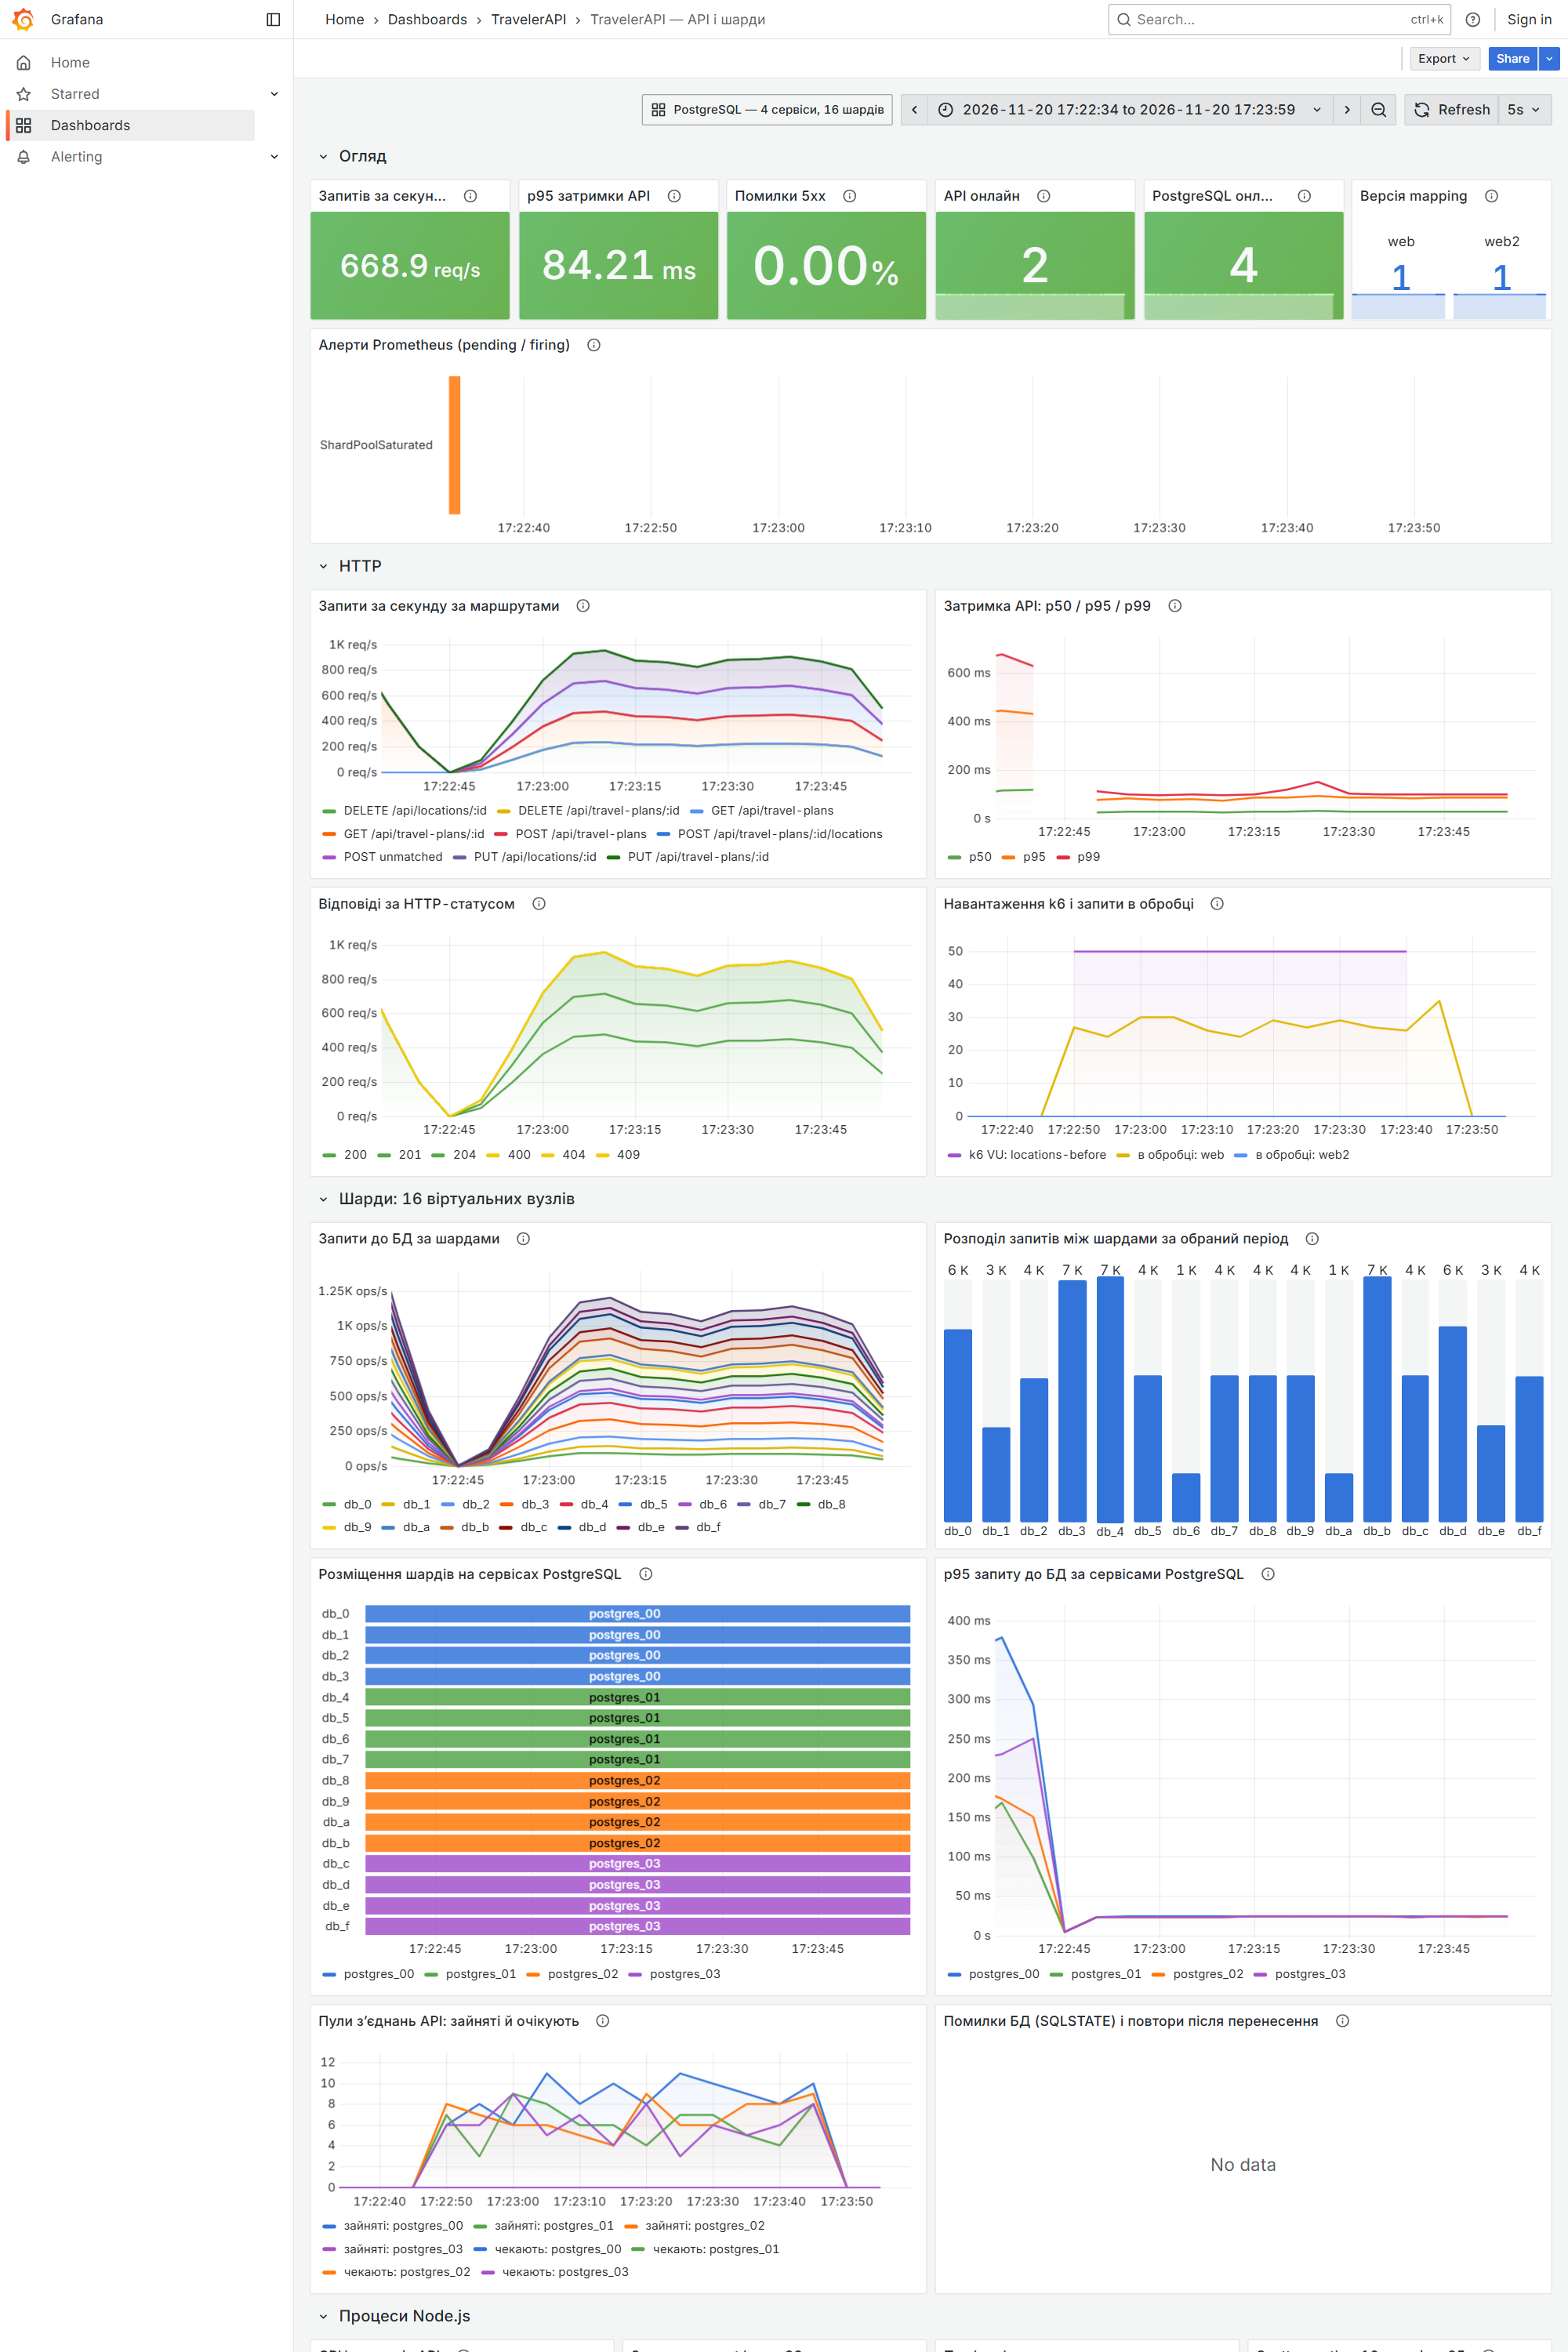 Grafana
Home › Dashboards › TravelerAPI › TravelerAPI — API і шарди
Search...
ctrl+k
Sign in
Home
Starred
Dashboards
Alerting
Export
Share
PostgreSQL — 4 сервіси, 16 шардів
2026-11-20 17:22:34 to 2026-11-20 17:23:59
Refresh
5s
Огляд
Запитів за секун...
p95 затримки API
Помилки 5xx
API онлайн
PostgreSQL онл...
Версія mapping
668.9 req/s
84.21 ms
0.00%
2
4
web
web2
1
1
Алерти Prometheus (pending / firing)
ShardPoolSaturated
17:22:40 17:22:50 17:23:00 17:23:10 17:23:20 17:23:30 17:23:40 17:23:50
HTTP
Запити за секунду за маршрутами
1K req/s
800 req/s
600 req/s
400 req/s
200 req/s
0 req/s
17:22:45 17:23:00 17:23:15 17:23:30 17:23:45
DELETE /api/locations/:id DELETE /api/travel-plans/:id GET /api/travel-plans
GET /api/travel-plans/:id POST /api/travel-plans POST /api/travel-plans/:id/locations
POST unmatched PUT /api/locations/:id PUT /api/travel-plans/:id
Затримка API: p50 / p95 / p99
600 ms
400 ms
200 ms
0 s
17:22:45 17:23:00 17:23:15 17:23:30 17:23:45
p50 p95 p99
Відповіді за HTTP-статусом
1K req/s
800 req/s
600 req/s
400 req/s
200 req/s
0 req/s
17:22:45 17:23:00 17:23:15 17:23:30 17:23:45
200 201 204 400 404 409
Навантаження k6 і запити в обробці
50
40
30
20
10
0
17:22:40 17:22:50 17:23:00 17:23:10 17:23:20 17:23:30 17:23:40 17:23:50
k6 VU: locations-before в обробці: web в обробці: web2
Шарди: 16 віртуальних вузлів
Запити до БД за шардами
1.25K ops/s
1K ops/s
750 ops/s
500 ops/s
250 ops/s
0 ops/s
17:22:45 17:23:00 17:23:15 17:23:30 17:23:45
db_0 db_1 db_2 db_3 db_4 db_5 db_6 db_7 db_8
db_9 db_a db_b db_c db_d db_e db_f
Розподіл запитів між шардами за обраний період
6 K 3 K 4 K 7 K 7 K 4 K 1 K 4 K 4 K 4 K 1 K 7 K 4 K 6 K 3 K 4 K
db_0 db_1 db_2 db_3 db_4 db_5 db_6 db_7 db_8 db_9 db_a db_b db_c db_d db_e db_f
Розміщення шардів на сервісах PostgreSQL
db_0 postgres_00
db_1 postgres_00
db_2 postgres_00
db_3 postgres_00
db_4 postgres_01
db_5 postgres_01
db_6 postgres_01
db_7 postgres_01
db_8 postgres_02
db_9 postgres_02
db_a postgres_02
db_b postgres_02
db_c postgres_03
db_d postgres_03
db_e postgres_03
db_f postgres_03
17:22:45 17:23:00 17:23:15 17:23:30 17:23:45
postgres_00 postgres_01 postgres_02 postgres_03
p95 запиту до БД за сервісами PostgreSQL
400 ms
350 ms
300 ms
250 ms
200 ms
150 ms
100 ms
50 ms
0 s
17:22:45 17:23:00 17:23:15 17:23:30 17:23:45
postgres_00 postgres_01 postgres_02 postgres_03
Пули з’єднань API: зайняті й очікують
12
10
8
6
4
2
0
17:22:40 17:22:50 17:23:00 17:23:10 17:23:20 17:23:30 17:23:40 17:23:50
зайняті: postgres_00 зайняті: postgres_01 зайняті: postgres_02
зайняті: postgres_03 чекають: postgres_00 чекають: postgres_01
чекають: postgres_02 чекають: postgres_03
Помилки БД (SQLSTATE) і повтори після перенесення
No data
Процеси Node.js